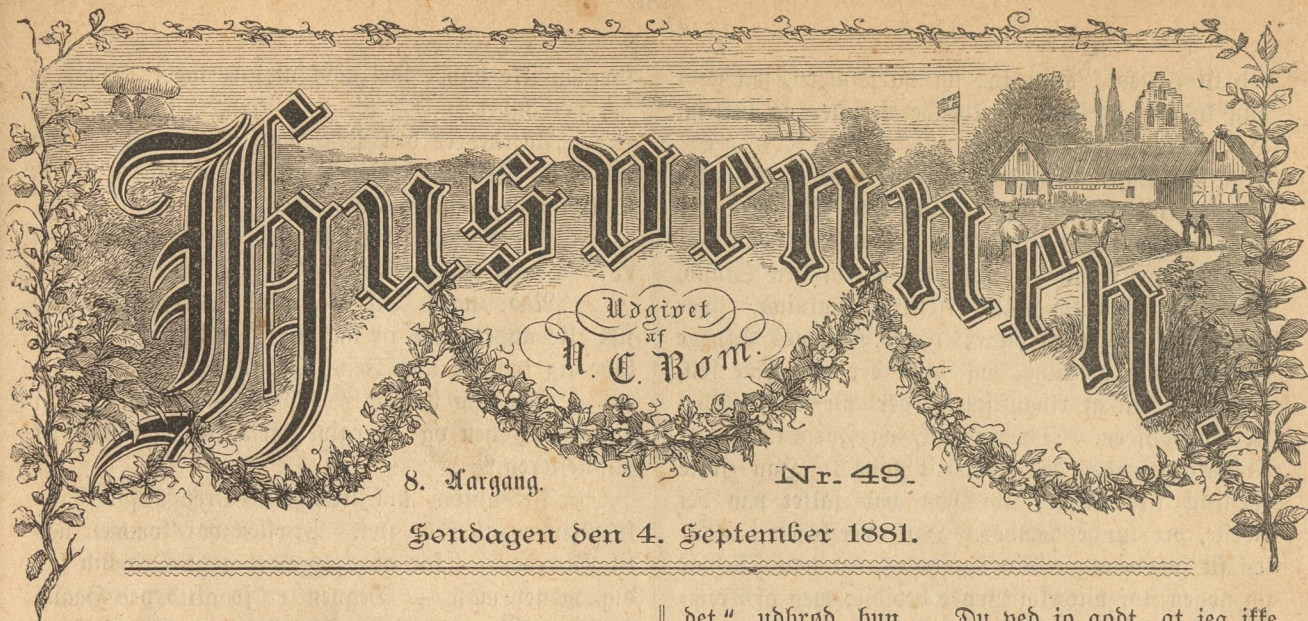 Husvennen.
Udgivet
af
N. C. Rom.
8. Aargang.
Nr. 49.
Søndagen den 4. September 1881.
det“, udbrød hun. „Du ved jo godt, at jeg ikke